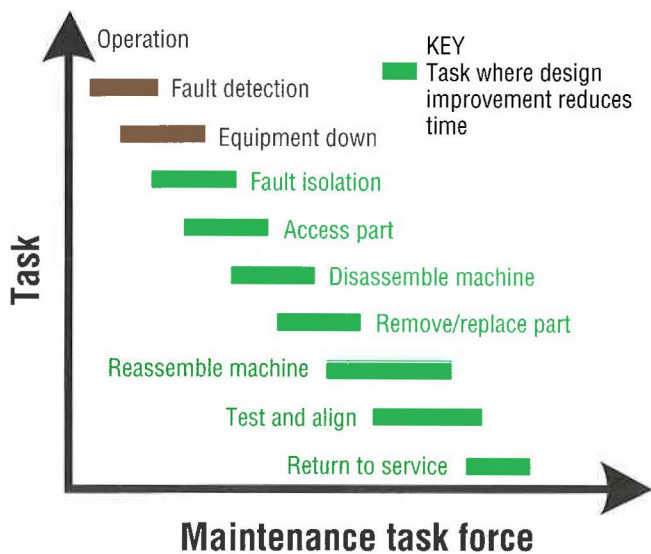 Operation
KEY
Task where design
improvement reduces
time
Fault detection
Equipment down
Fault isolation
Access part
Disassemble machine
Remove/replace part
Reassemble machine
Test and align
Return to service
Task
Maintenance task force